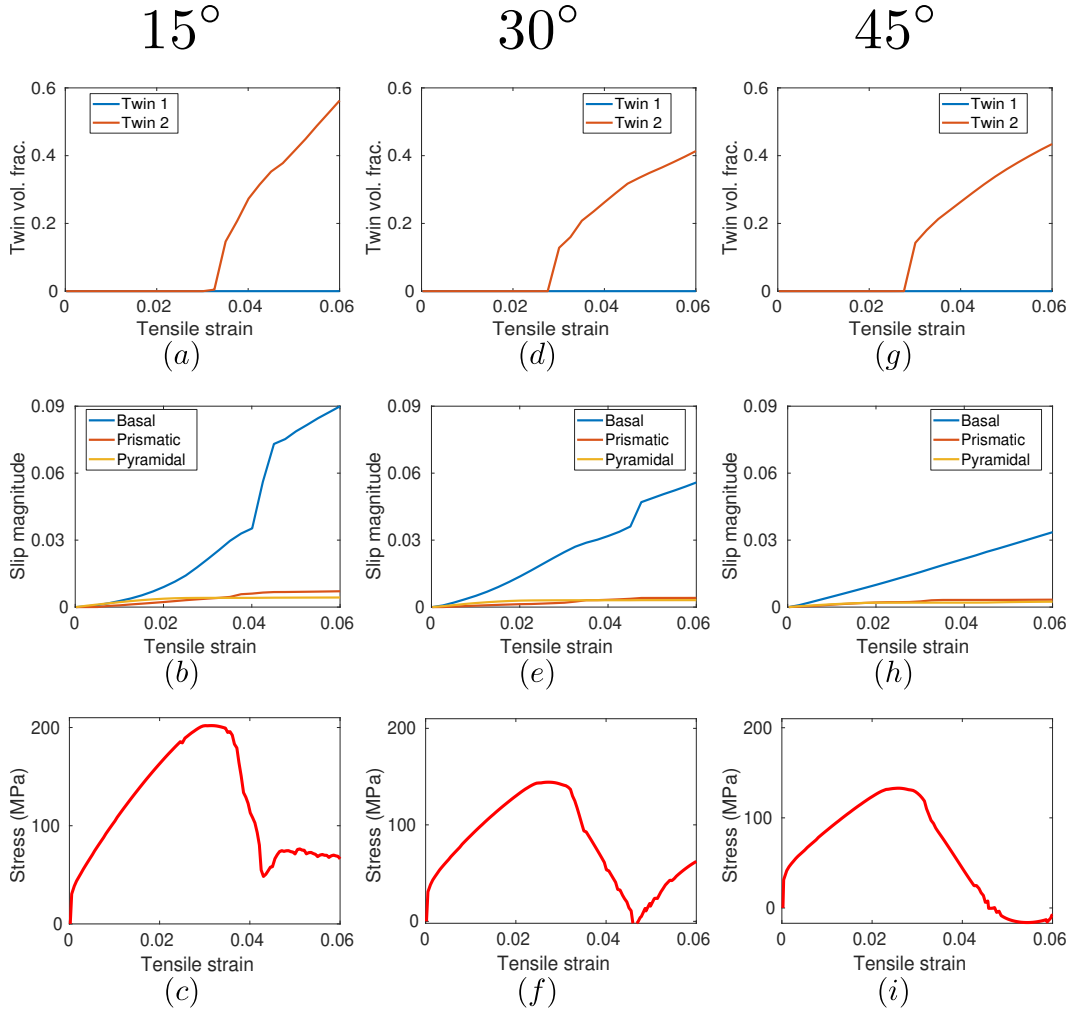 15° 30° 45°
0.6 0.6 0.6
Twin 1 Twin 1 Twin 1
Twin 2 Twin 2 Twin 2
0.4 0.4 0.4
0.2 0.2 0.2
0 0 0
Twin vol. frac. Twin vol. frac. Twin vol. frac.
0 0.02 0.04 0.06 0 0.02 0.04 0.06 0 0.02 0.04 0.06
Tensile strain Tensile strain Tensile strain
(a) (d) (g)
0.09 0.09 0.09
Basal Basal Basal
Prismatic Prismatic Prismatic
Pyramidal Pyramidal Pyramidal
0.06 0.06 0.06
0.03 0.03 0.03
0 0 0
Slip magnitude Slip magnitude Slip magnitude
0 0.02 0.04 0.06 0 0.02 0.04 0.06 0 0.02 0.04 0.06
Tensile strain Tensile strain Tensile strain
(b) (e) (h)
200 200 200
100 100 100
0 0 0
Stress (MPa) Stress (MPa) Stress (MPa)
0 0.02 0.04 0.06 0 0.02 0.04 0.06 0 0.02 0.04 0.06
Tensile strain Tensile strain Tensile strain
(c) (f) (i)